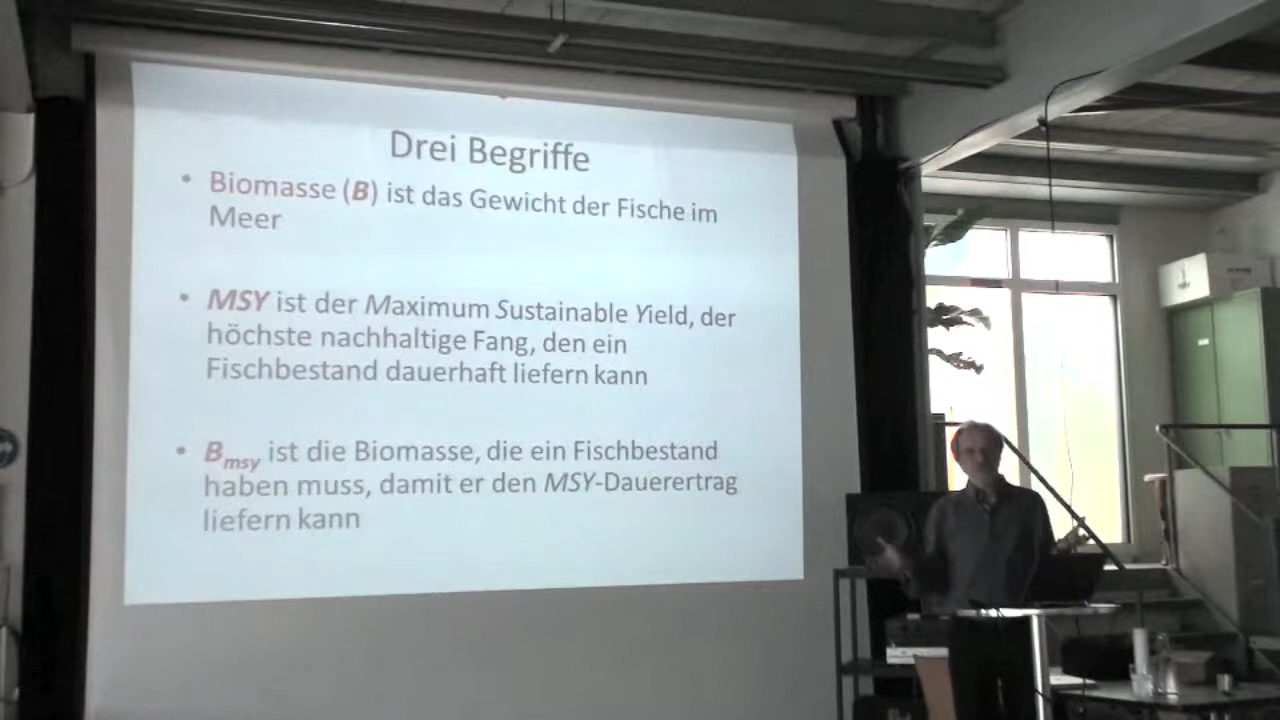 Drei Begriffe
• Biomasse (B) ist das Gewicht der Fische im
Meer
• MSY ist der Maximum Sustainable Yield, der
höchste nachhaltige Fang, den ein
Fischbestand dauerhaft liefern kann
• Bmsy ist die Biomasse, die ein Fischbestand
haben muss, damit er den MSY-Dauerertrag
liefern kann